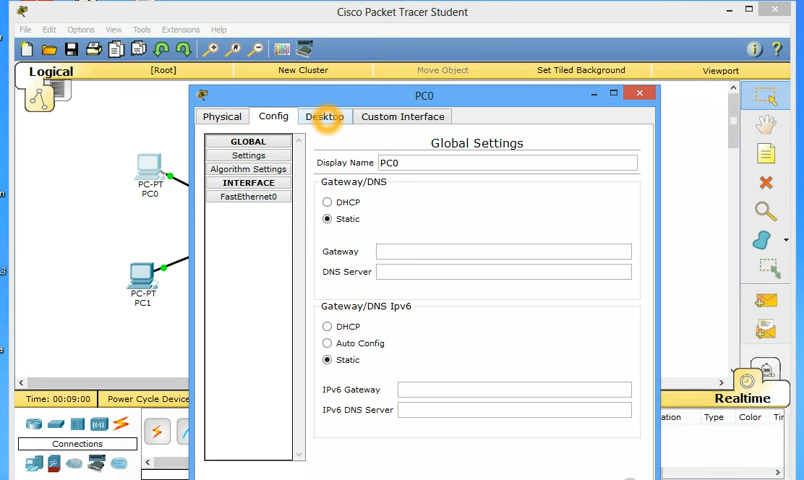 Cisco Packet Tracer Student
File Edit Options View Tools Extensions Help
Logical [Root] New Cluster Move Object Set Tiled Background Viewport
PC0
Physical Config Desktop Custom Interface
GLOBAL
Settings
Algorithm Settings
INTERFACE
FastEthernet0
Global Settings
Display Name PC0
Gateway/DNS
DHCP
Static
Gateway
DNS Server
Gateway/DNS Ipv6
DHCP
Auto Config
Static
IPv6 Gateway
IPv6 DNS Server
PC-PT
PC0
PC-PT
PC1
Time: 00:09:00 Power Cycle Device
Realtime
Connections
ation Type Color Tir